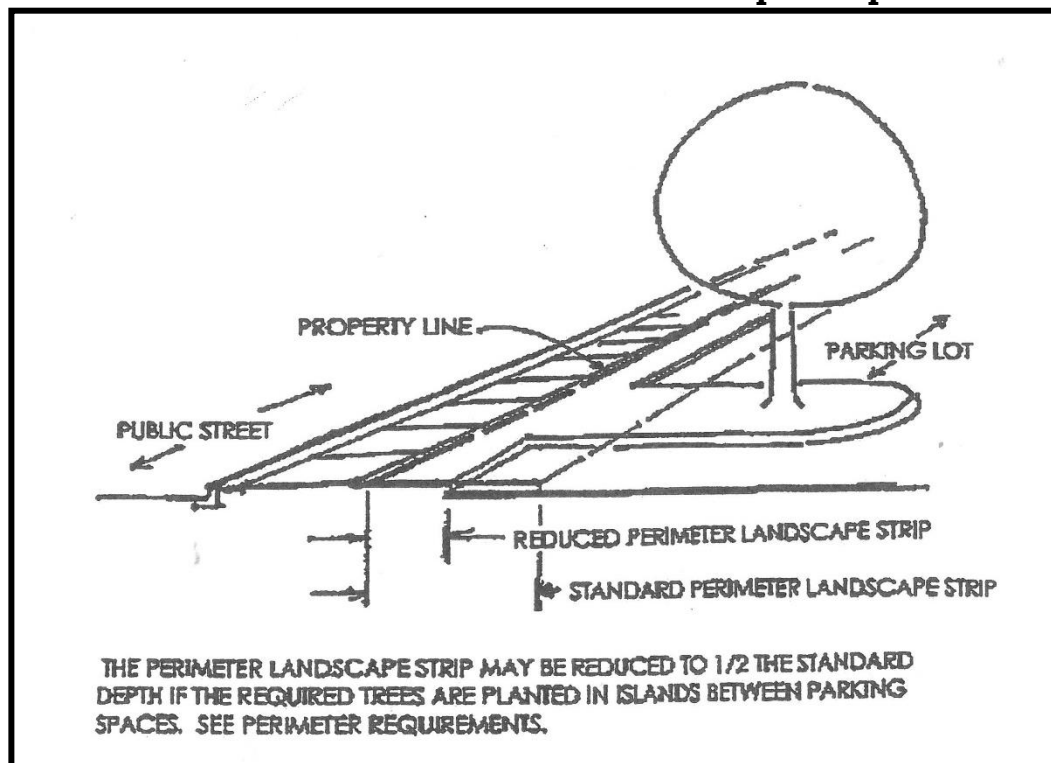 PROPERTY LINE
PARKING LOT
PUBLIC STREET
REDUCED PERIMETER LANDSCAPE STRIP
STANDARD PERIMETER LANDSCAPE STRIP
THE PERIMETER LANDSCAPE STRIP MAY BE REDUCED TO 1/2 THE STANDARD
DEPTH IF THE REQUIRED TREES ARE PLANTED IN ISLANDS BETWEEN PARKING
SPACES. SEE PERIMETER REQUIREMENTS.